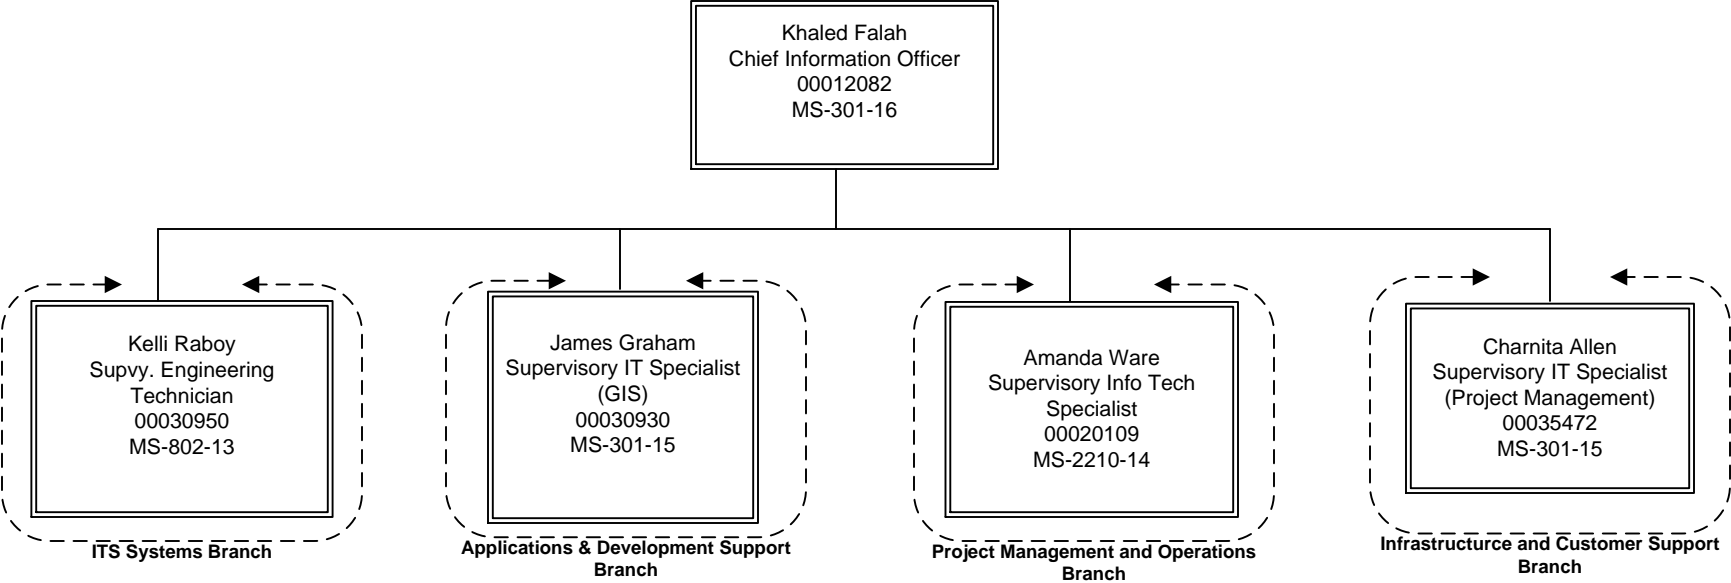 Khaled Falah
Chief Information Officer
00012082
MS-301-16
Kelli Raboy
Supvy. Engineering
Technician
00030950
MS-802-13
ITS Systems Branch
James Graham
Supervisory IT Specialist
(GIS)
00030930
MS-301-15
Applications & Development Support
Branch
Amanda Ware
Supervisory Info Tech
Specialist
00020109
MS-2210-14
Project Management and Operations
Branch
Charnita Allen
Supervisory IT Specialist
(Project Management)
00035472
MS-301-15
Infrastructurce and Customer Support
Branch